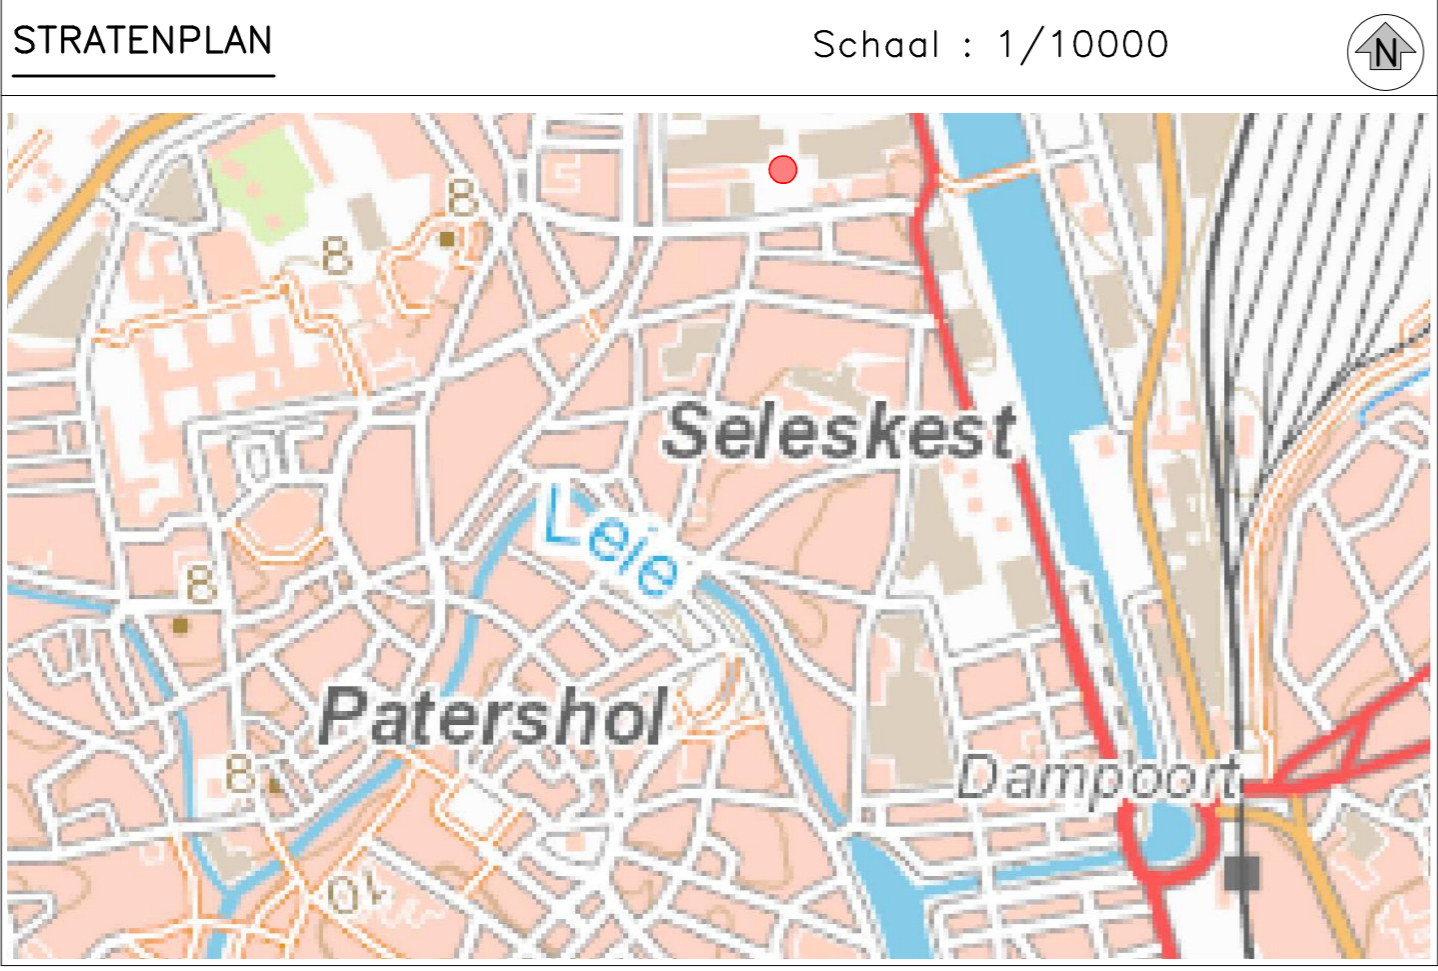 STRATENPLAN
Schaal : 1/10000
N
8
8
Seleskest
Leie
8
Patershol
8
Dampoort
10